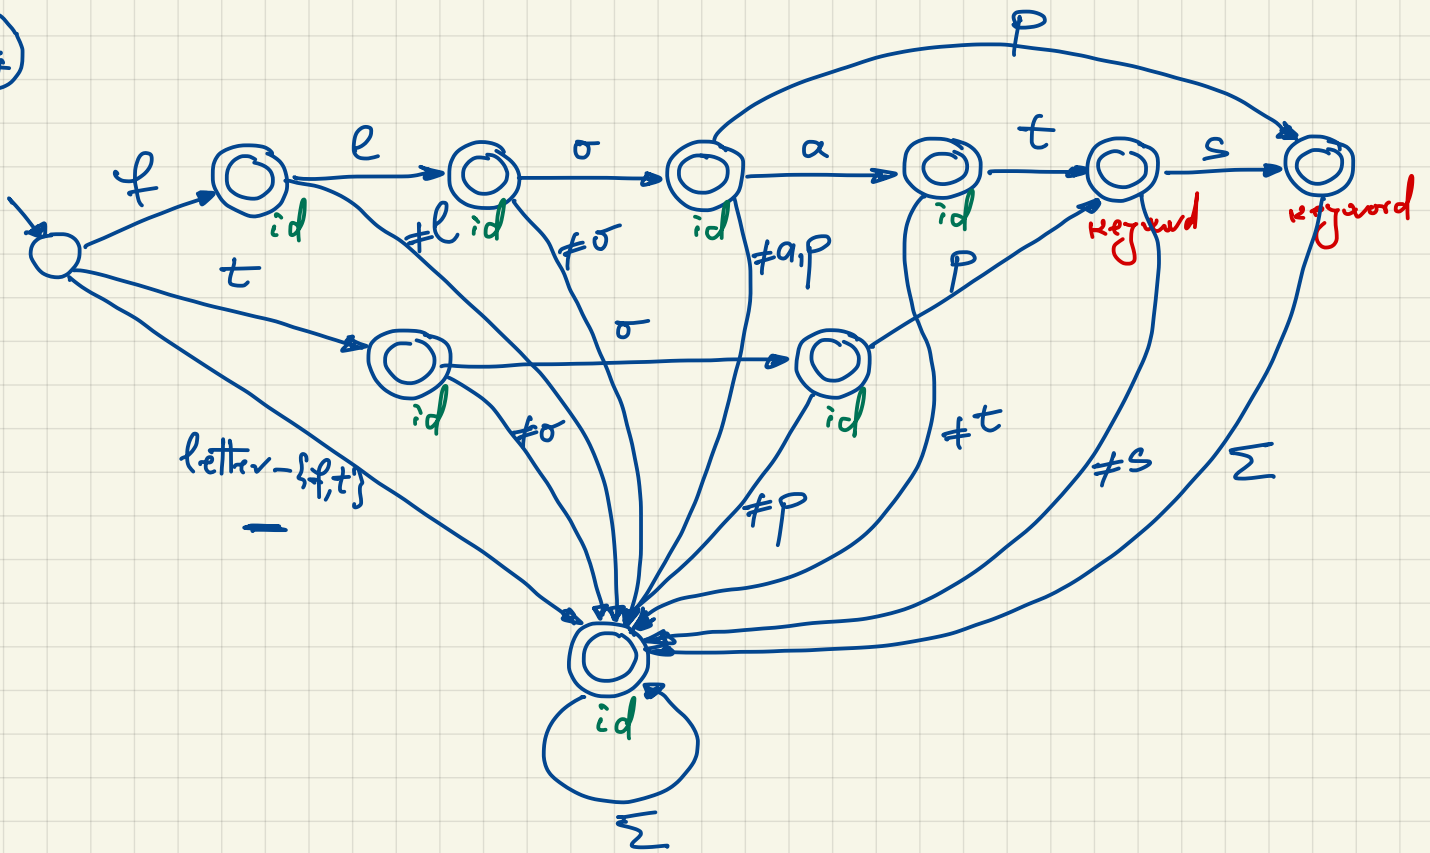 p
f
l
o
a
t
s
id
≠l
id
≠o
id
≠a,p
id
keyword
keyword
t
o
p
id
≠o
id
≠t
letter-{f,t}
≠p
≠s
Σ
id
Σ